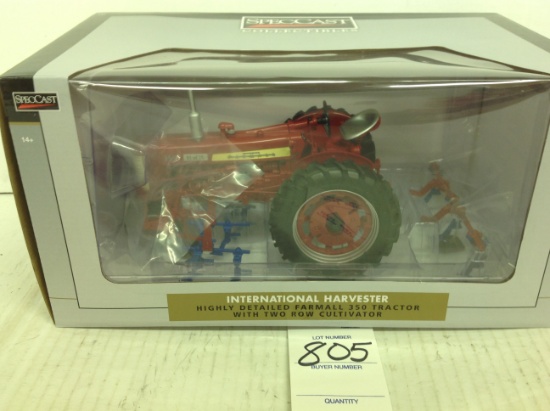 SPECCAST
COLLECTIBLES
SPECCAST
14+
INTERNATIONAL HARVESTER
HIGHLY DETAILED FARMALL 350 TRACTOR
WITH TWO ROW CULTIVATOR
LOT NUMBER
805
BUYER NUMBER
QUANTITY